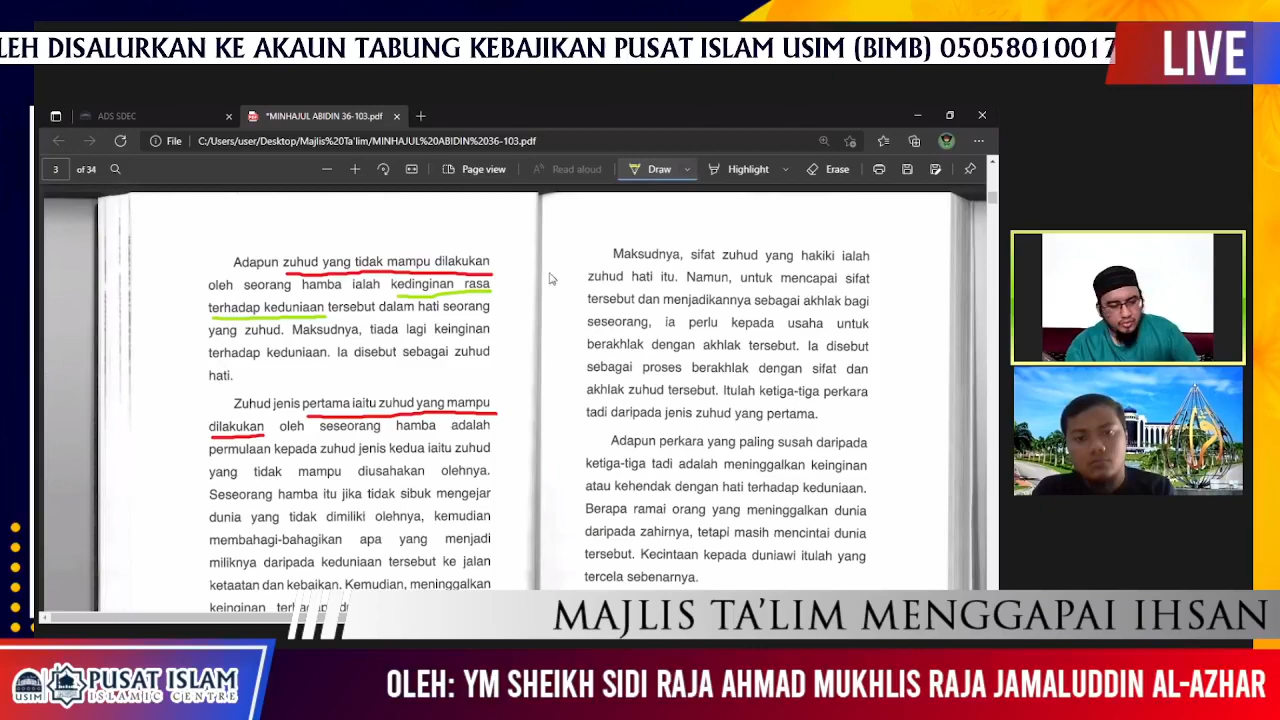 LEH DISALURKAN KE AKAUN TABUNG KEBAJIKAN PUSAT ISLAM USIM (BIMB) 05058010017
LIVE
ADS SDEC
*MINHAJUL ABIDIN 36-103.pdf
File
C:/Users/user/Desktop/Majlis%20Ta'lim/MINHAJUL%20ABIDIN%2036-103.pdf
3 of 34
Page view
Read aloud
Draw
Highlight
Erase
Adapun zuhud yang tidak mampu dilakukan
oleh seorang hamba ialah kedinginan rasa
terhadap keduniaan tersebut dalam hati seorang
yang zuhud. Maksudnya, tiada lagi keinginan
terhadap keduniaan. Ia disebut sebagai zuhud
hati.
Zuhud jenis pertama iaitu zuhud yang mampu
dilakukan oleh seseorang hamba adalah
permulaan kepada zuhud jenis kedua iaitu zuhud
yang tidak mampu diusahakan olehnya.
Seseorang hamba itu jika tidak sibuk mengejar
dunia yang tidak dimiliki olehnya, kemudian
membahagi-bahagikan apa yang menjadi
miliknya daripada keduniaan tersebut ke jalan
ketaatan dan kebaikan. Kemudian, meninggalkan
keinginan terhadap
Maksudnya, sifat zuhud yang hakiki ialah
zuhud hati itu. Namun, untuk mencapai sifat
tersebut dan menjadikannya sebagai akhlak bagi
seseorang, ia perlu kepada usaha untuk
berakhlak dengan akhlak tersebut. Ia disebut
sebagai proses berakhlak dengan sifat dan
akhlak zuhud tersebut. Itulah ketiga-tiga perkara
tadi daripada jenis zuhud yang pertama.
Adapun perkara yang paling susah daripada
ketiga-tiga tadi adalah meninggalkan keinginan
atau kehendak dengan hati terhadap keduniaan.
Berapa ramai orang yang meninggalkan dunia
daripada zahirnya, tetapi masih mencintai dunia
tersebut. Kecintaan kepada duniawi itulah yang
tercela sebenarnya.
MAJLIS TA'LIM MENGGAPAI IHSAN
USIM
PUSAT ISLAM
ISLAMIC CENTRE
OLEH: YM SHEIKH SIDI RAJA AHMAD MUKHLIS RAJA JAMALUDDIN AL-AZHAR